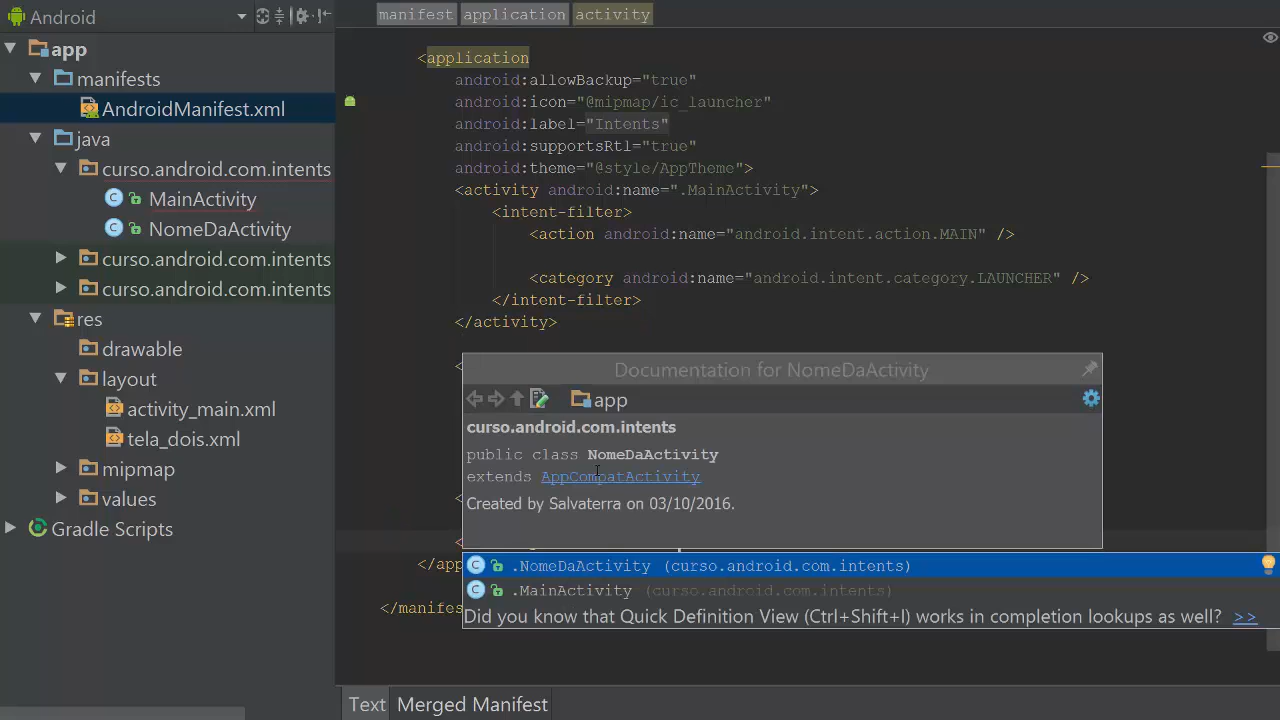 Android
manifest application activity
app
manifests
AndroidManifest.xml
java
curso.android.com.intents
MainActivity
NomeDaActivity
curso.android.com.intents
curso.android.com.intents
res
drawable
layout
activity_main.xml
tela_dois.xml
mipmap
values
Gradle Scripts
<application
android:allowBackup="true"
android:icon="@mipmap/ic_launcher"
android:label="Intents"
android:supportsRtl="true"
android:theme="@style/AppTheme">
<activity android:name=".MainActivity">
<intent-filter>
<action android:name="android.intent.action.MAIN" />
<category android:name="android.intent.category.LAUNCHER" />
</intent-filter>
</activity>
<
Documentation for NomeDaActivity
app
curso.android.com.intents
public class NomeDaActivity
extends AppCompatActivity
Created by Salvaterra on 03/10/2016.
<
<
</app
.NomeDaActivity (curso.android.com.intents)
.MainActivity (curso.android.com.intents)
</manifes
Did you know that Quick Definition View (Ctrl+Shift+I) works in completion lookups as well? >>
Text Merged Manifest